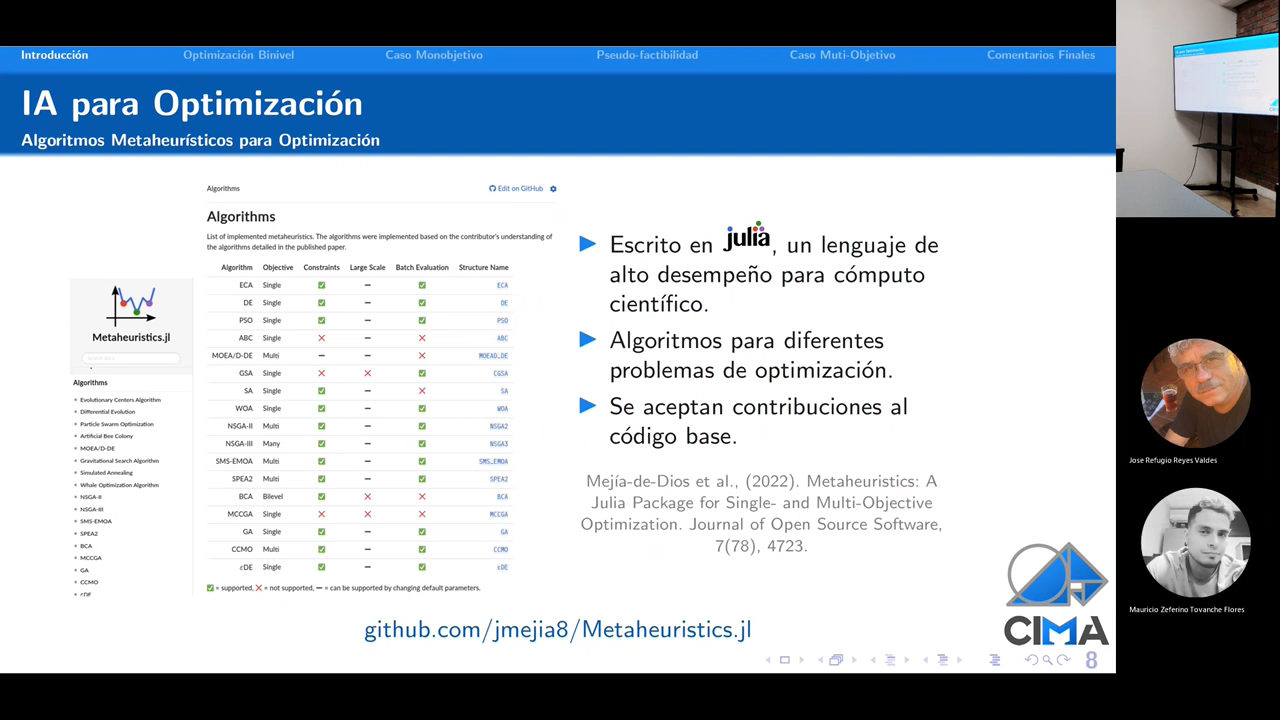 Introducción Optimización Binivel Caso Monobjetivo Pseudo-factibilidad Caso Muti-Objetivo Comentarios Finales
IA para Optimización
Algoritmos Metaheurísticos para Optimización
Metaheuristics.jl
Algorithms
Evolutionary Centers Algorithm
Differential Evolution
Particle Swarm Optimization
Artificial Bee Colony
MOEA/D-DE
Gravitational Search Algorithm
Simulated Annealing
Whale Optimization Algorithm
NSGA-II
NSGA-III
SMS-EMOA
SPEA2
BCA
MCCGA
GA
CCMO
εDE
Algorithms Edit on GitHub
Algorithms
List of implemented metaheuristics. The algorithms were implemented based on the contributor's understanding of
the algorithms detailed in the published paper.
Algorithm Objective Constraints Large Scale Batch Evaluation Structure Name
ECA Single ✅ – ✅ ECA
DE Single ✅ – ✅ DE
PSO Single ✅ – ✅ PSO
ABC Single ❌ – ❌ ABC
MOEA/D-DE Multi – – ❌ MOEAD_DE
GSA Single ❌ ❌ ✅ CGSA
SA Single ✅ – ❌ SA
WOA Single ✅ – ✅ WOA
NSGA-II Multi ✅ – ✅ NSGA2
NSGA-III Many ✅ – ✅ NSGA3
SMS-EMOA Multi ✅ – ✅ SMS_EMOA
SPEA2 Multi ✅ – ✅ SPEA2
BCA Bilevel ✅ ❌ ❌ BCA
MCCGA Single ❌ ❌ ❌ MCCGA
GA Single ✅ – ✅ GA
CCMO Multi ✅ – ✅ CCMO
εDE Single ✅ – ✅ εDE
✅ = supported, ❌ = not supported, – = can be supported by changing default parameters.
Escrito en julia, un lenguaje de
alto desempeño para cómputo
científico.
Algoritmos para diferentes
problemas de optimización.
Se aceptan contribuciones al
código base.
Mejía-de-Dios et al., (2022). Metaheuristics: A
Julia Package for Single- and Multi-Objective
Optimization. Journal of Open Source Software,
7(78), 4723.
github.com/jmejia8/Metaheuristics.jl
CIMA
8
Jose Refugio Reyes Valdes
Mauricio Zeferino Tovanche Flores